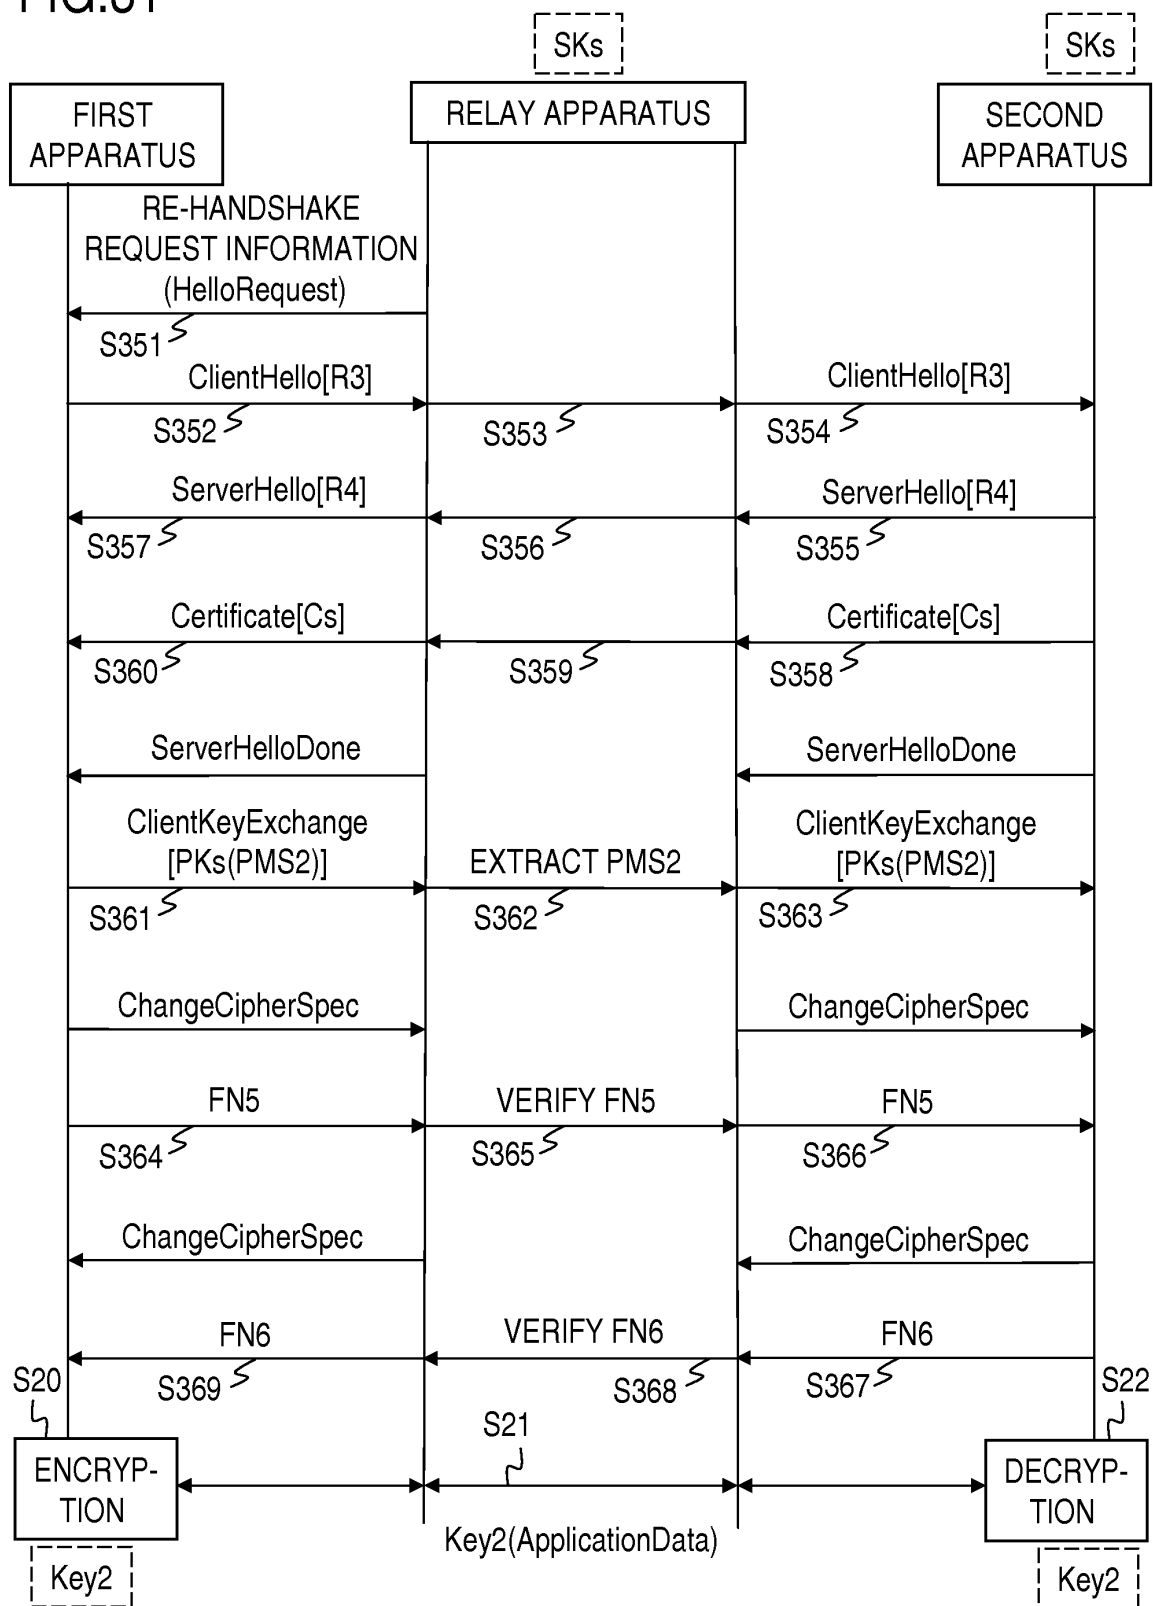 SKs
SKs
FIRST
APPARATUS
RELAY APPARATUS
SECOND
APPARATUS
RE-HANDSHAKE
REQUEST INFORMATION
(HelloRequest)
S351
ClientHello[R3]
ClientHello[R3]
S352
S353
S354
ServerHello[R4]
ServerHello[R4]
S357
S356
S355
Certificate[Cs]
Certificate[Cs]
S360
S359
S358
ServerHelloDone
ServerHelloDone
ClientKeyExchange
[PKs(PMS2)]
EXTRACT PMS2
ClientKeyExchange
[PKs(PMS2)]
S361
S362
S363
ChangeCipherSpec
ChangeCipherSpec
FN5
VERIFY FN5
FN5
S364
S365
S366
ChangeCipherSpec
ChangeCipherSpec
FN6
VERIFY FN6
FN6
S369
S368
S367
S20
S21
S22
ENCRYP-
TION
DECRYP-
TION
Key2(ApplicationData)
Key2
Key2